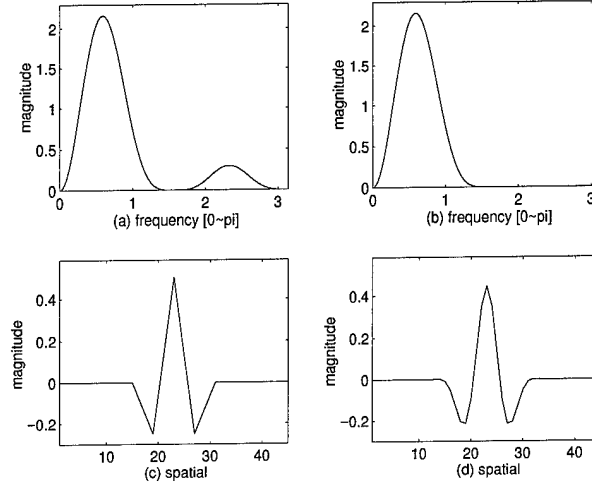 2
1.5
1
0.5
0
magnitude
0 1 2 3
(a) frequency [0~pi]
2
1.5
1
0.5
0
magnitude
0 1 2 3
(b) frequency [0~pi]
0.4
0.2
0
−0.2
magnitude
10 20 30 40
(c) spatial
0.4
0.2
0
−0.2
magnitude
10 20 30 40
(d) spatial